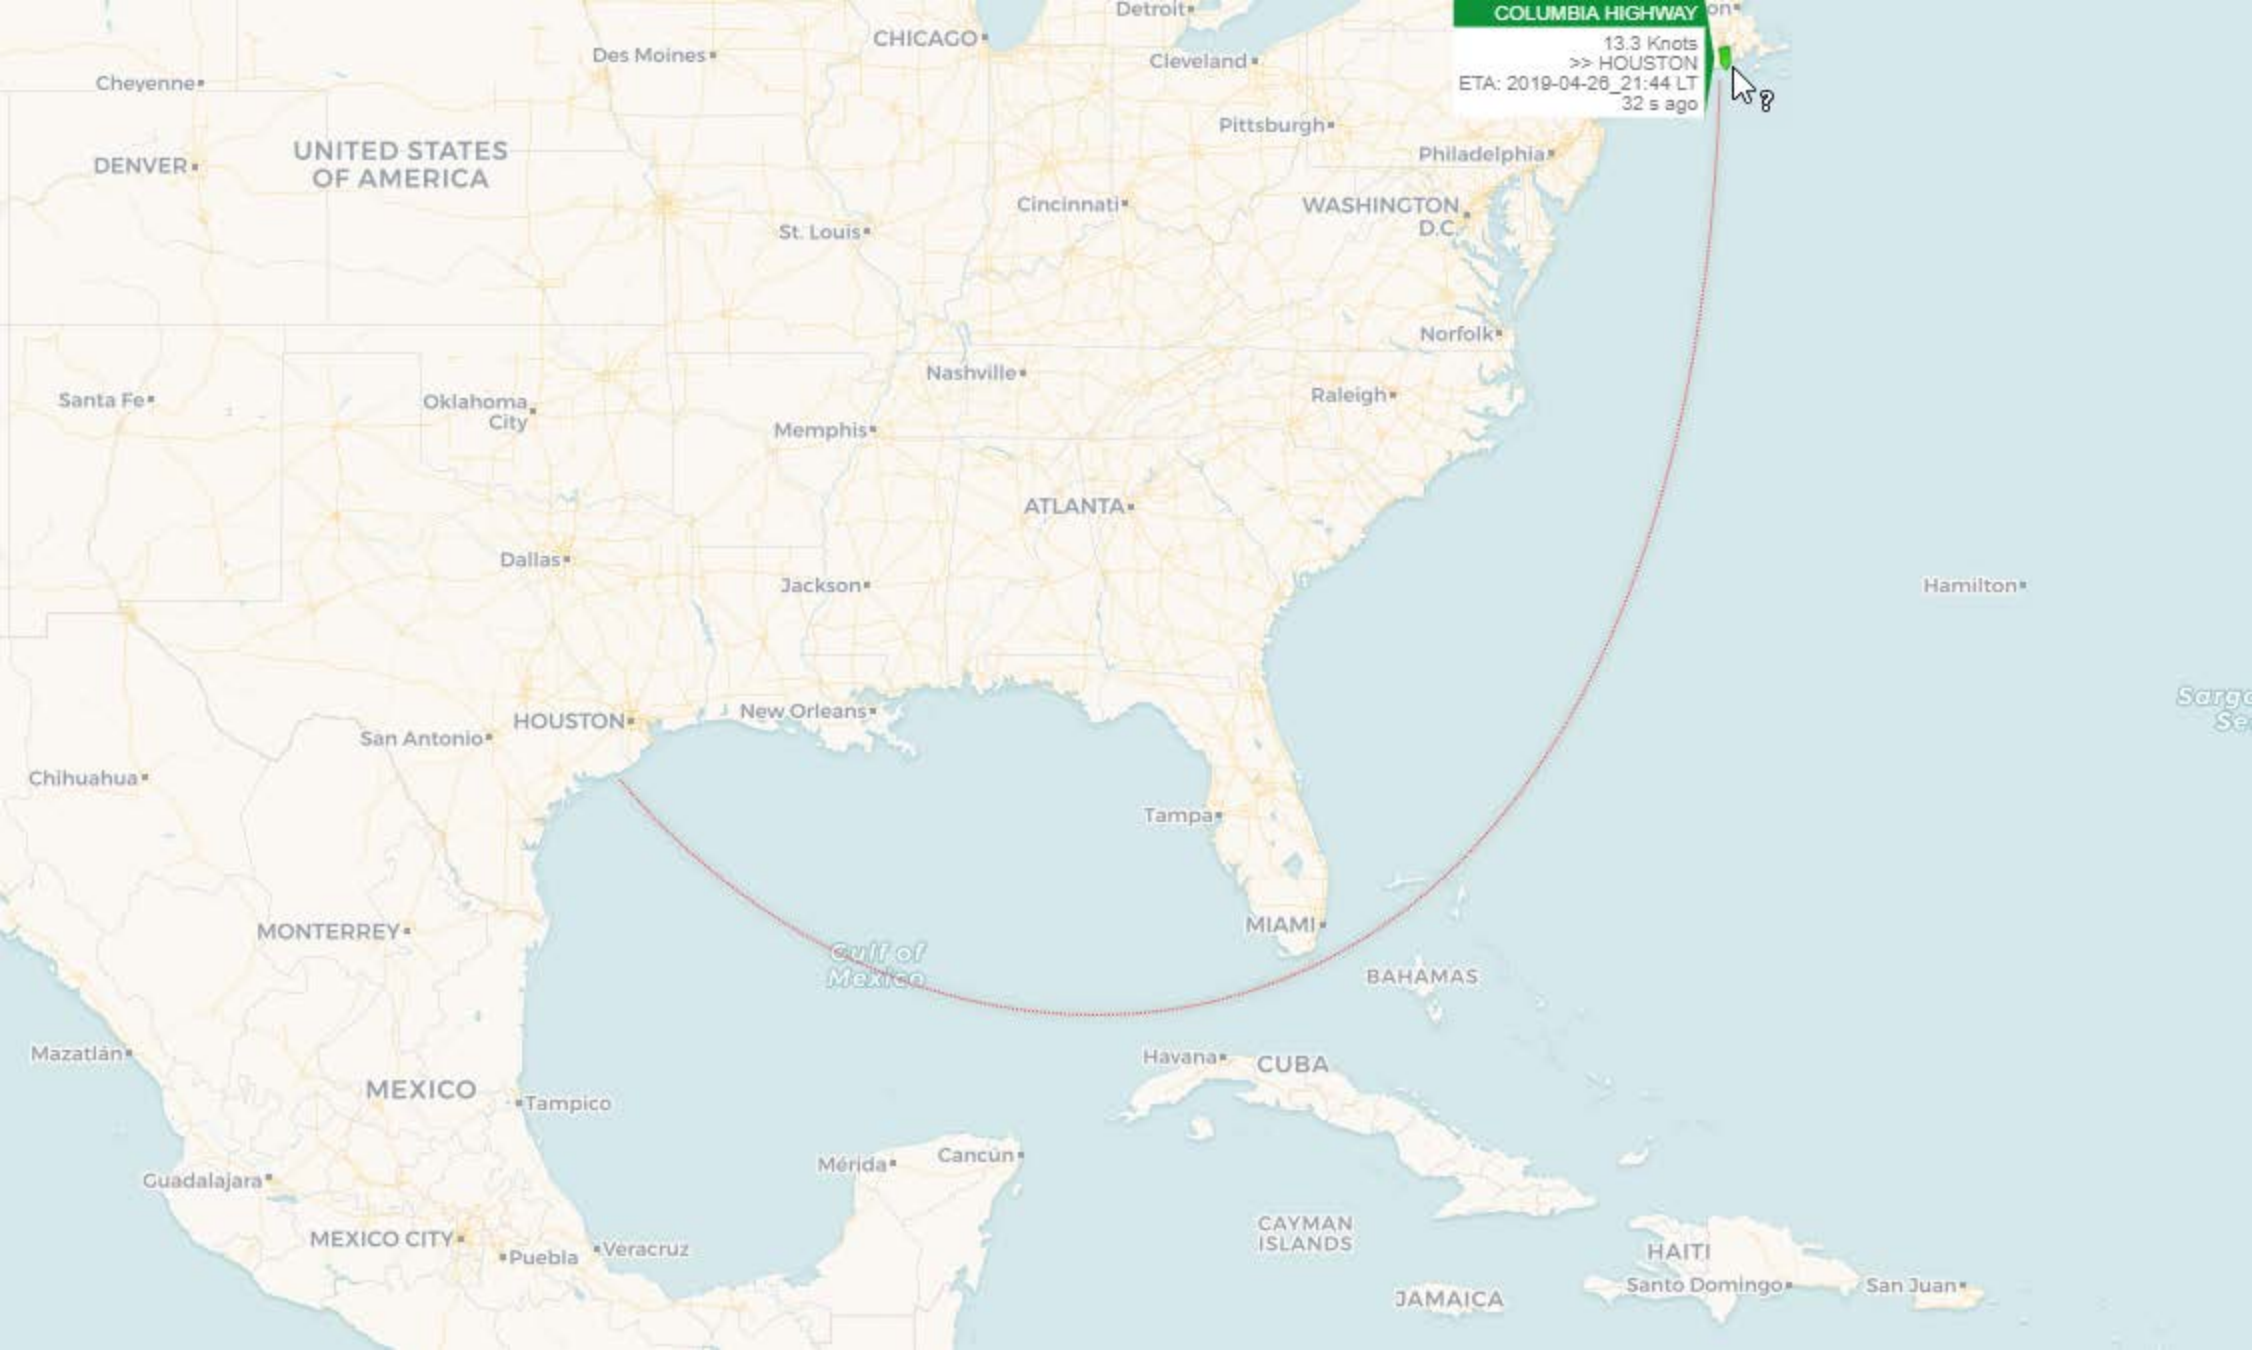 Detroit
COLUMBIA HIGHWAY
on
CHICAGO
13.3 Knots
Des Moines
Cleveland
>> HOUSTON
Cheyenne
ETA: 2019-04-26_21:44 LT
32 s ago
Pittsburgh
UNITED STATES
OF AMERICA
DENVER
Philadelphia
Cincinnati
WASHINGTON
D.C.
St. Louis
Norfolk
Nashville
Raleigh
Santa Fe
Oklahoma
City
Memphis
ATLANTA
Dallas
Jackson
Hamilton
Sarga
Se
HOUSTON
New Orleans
San Antonio
Chihuahua
Tampa
MIAMI
MONTERREY
Gulf of
Mexico
BAHAMAS
Mazatlán
Havana
CUBA
MEXICO
Tampico
Mérida
Cancún
Guadalajara
CAYMAN
ISLANDS
MEXICO CITY
Puebla
Veracruz
HAITI
Santo Domingo
San Juan
JAMAICA